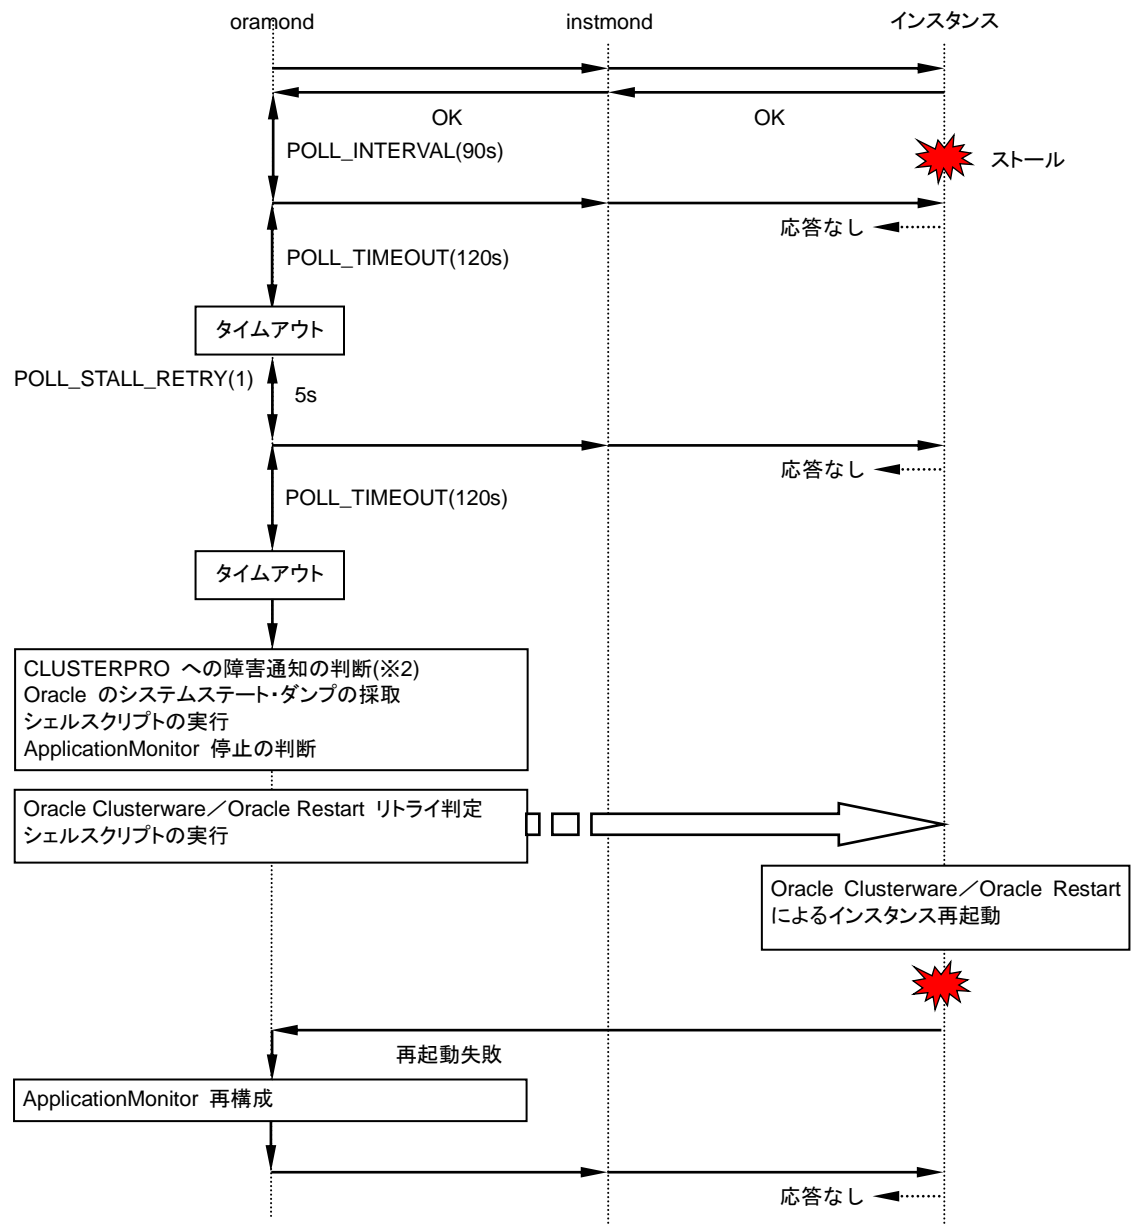 oramond
instmond
インスタンス
OK
OK
POLL_INTERVAL(90s)
ストール
応答なし
POLL_TIMEOUT(120s)
タイムアウト
POLL_STALL_RETRY(1)
5s
応答なし
POLL_TIMEOUT(120s)
タイムアウト
CLUSTERPRO への障害通知の判断(※2)
Oracle のシステムステート・ダンプの採取
シェルスクリプトの実行
ApplicationMonitor 停止の判断
Oracle Clusterware／Oracle Restart リトライ判定
シェルスクリプトの実行
Oracle Clusterware／Oracle Restart
によるインスタンス再起動
再起動失敗
ApplicationMonitor 再構成
応答なし